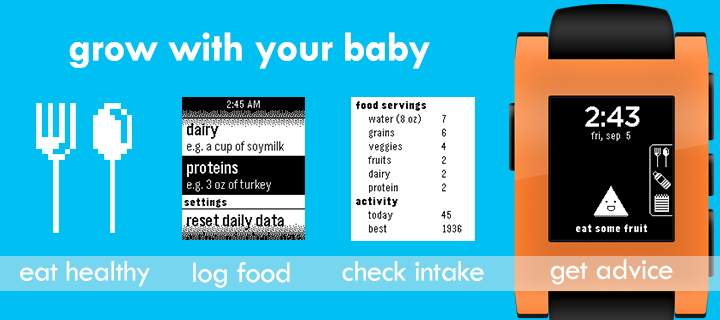 grow with your baby
2:45 AM
dairy
e.g. a cup of soymilk
proteins
e.g. 3 oz of turkey
settings
reset daily data
food servings
water (8 oz) 7
grains 6
veggies 4
fruits 2
dairy 2
protein 2
activity
today 45
best 1936
2:43
fri, sep 5
eat some fruit
eat healthy
log food
check intake
get advice